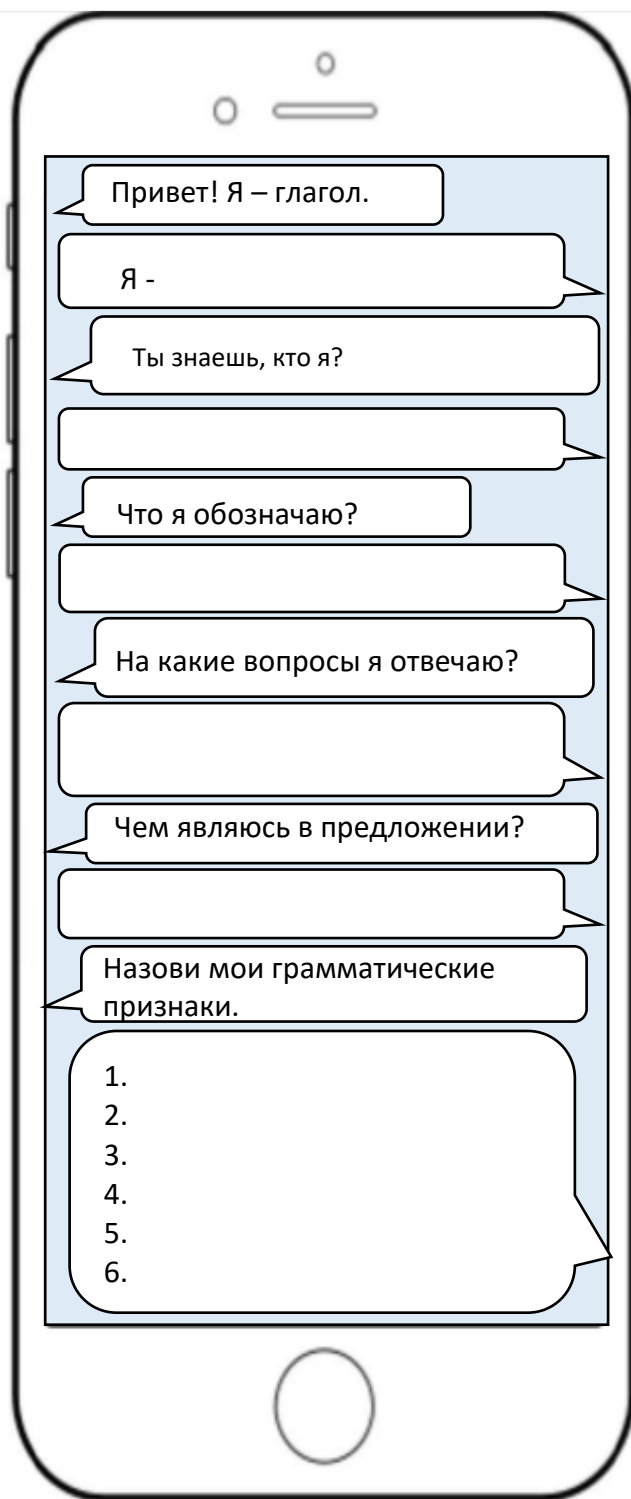 Привет! Я – глагол.
Я -
Ты знаешь, кто я?
Что я обозначаю?
На какие вопросы я отвечаю?
Чем являюсь в предложении?
Назови мои грамматические
признаки.
1.
2.
3.
4.
5.
6.